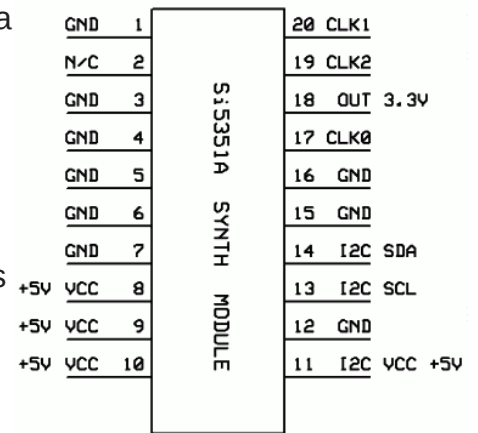 a
GND 1 20 CLK1
N/C 2 19 CLK2
GND 3 18 OUT 3.3V
GND 4 17 CLK0
GND 5 16 GND
GND 6 15 GND
GND 7 14 I2C SDA
s
+5V VCC 8 13 I2C SCL
+5V VCC 9 12 GND
+5V VCC 10 11 I2C VCC +5V
Si5351A SYNTH MODULE